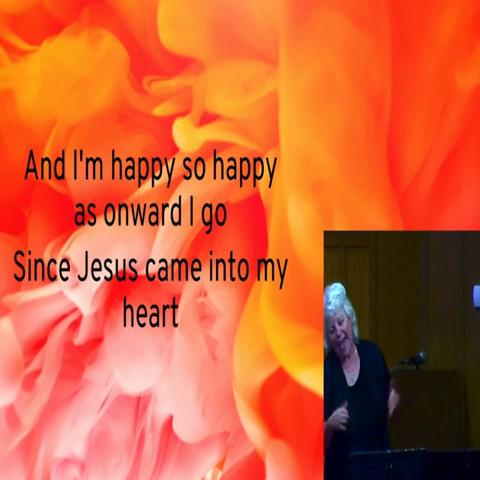 And I'm happy so happy
as onward I go
Since Jesus came into my
heart